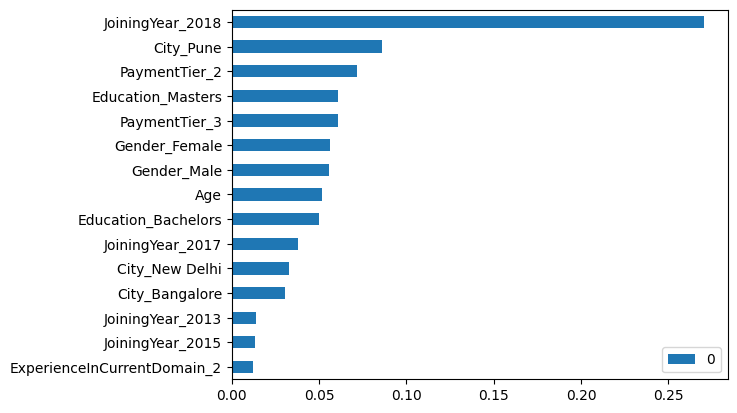 JoiningYear_2018
City_Pune
PaymentTier_2
Education_Masters
PaymentTier_3
Gender_Female
Gender_Male
Age
Education_Bachelors
JoiningYear_2017
City_New Delhi
City_Bangalore
JoiningYear_2013
JoiningYear_2015
ExperienceInCurrentDomain_2
0
0.00 0.05 0.10 0.15 0.20 0.25